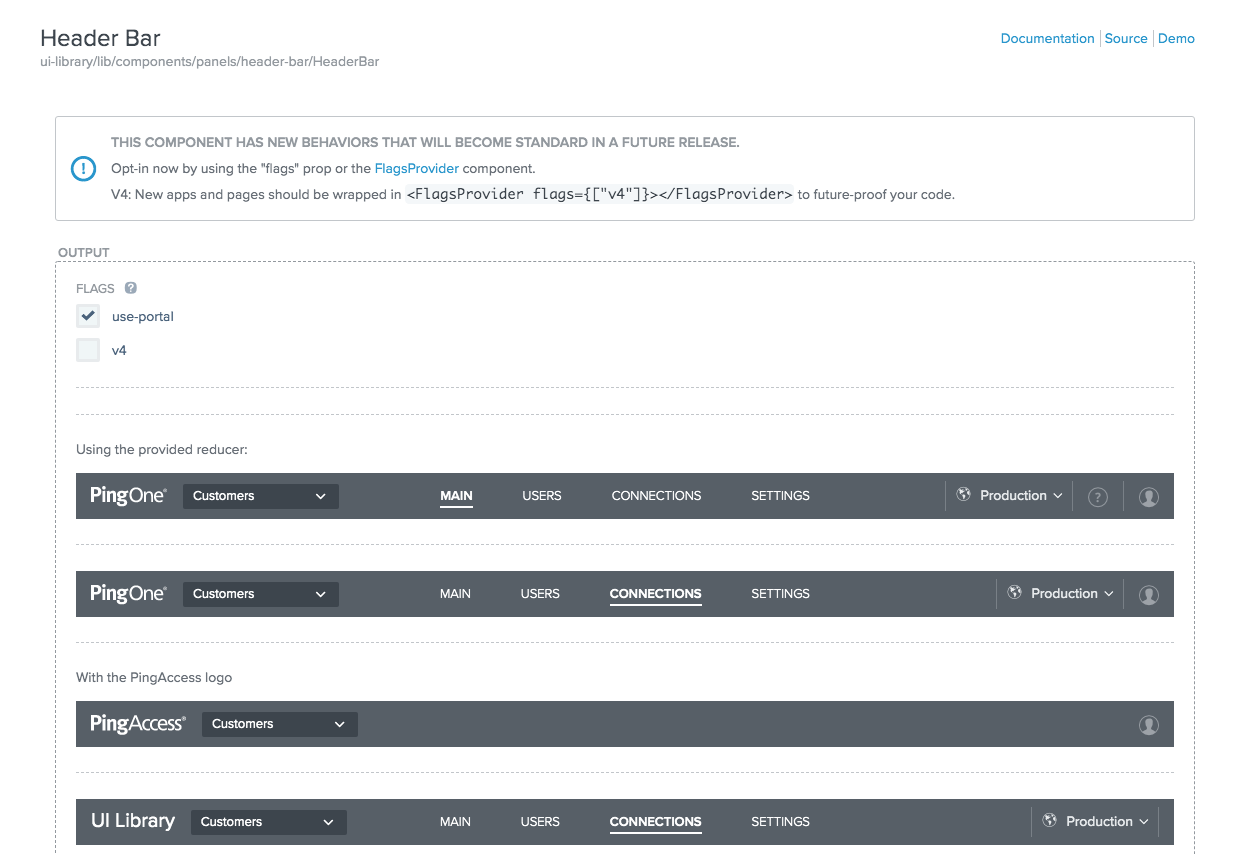 Header Bar
Documentation Source Demo
ui-library/lib/components/panels/header-bar/HeaderBar
THIS COMPONENT HAS NEW BEHAVIORS THAT WILL BECOME STANDARD IN A FUTURE RELEASE.
Opt-in now by using the "flags" prop or the FlagsProvider component.
V4: New apps and pages should be wrapped in <FlagsProvider flags={["v4"]}></FlagsProvider> to future-proof your code.
OUTPUT
FLAGS ?
use-portal
v4
Using the provided reducer:
PingOne® Customers MAIN USERS CONNECTIONS SETTINGS Production ?
PingOne® Customers MAIN USERS CONNECTIONS SETTINGS Production
With the PingAccess logo
PingAccess® Customers
UI Library Customers MAIN USERS CONNECTIONS SETTINGS Production